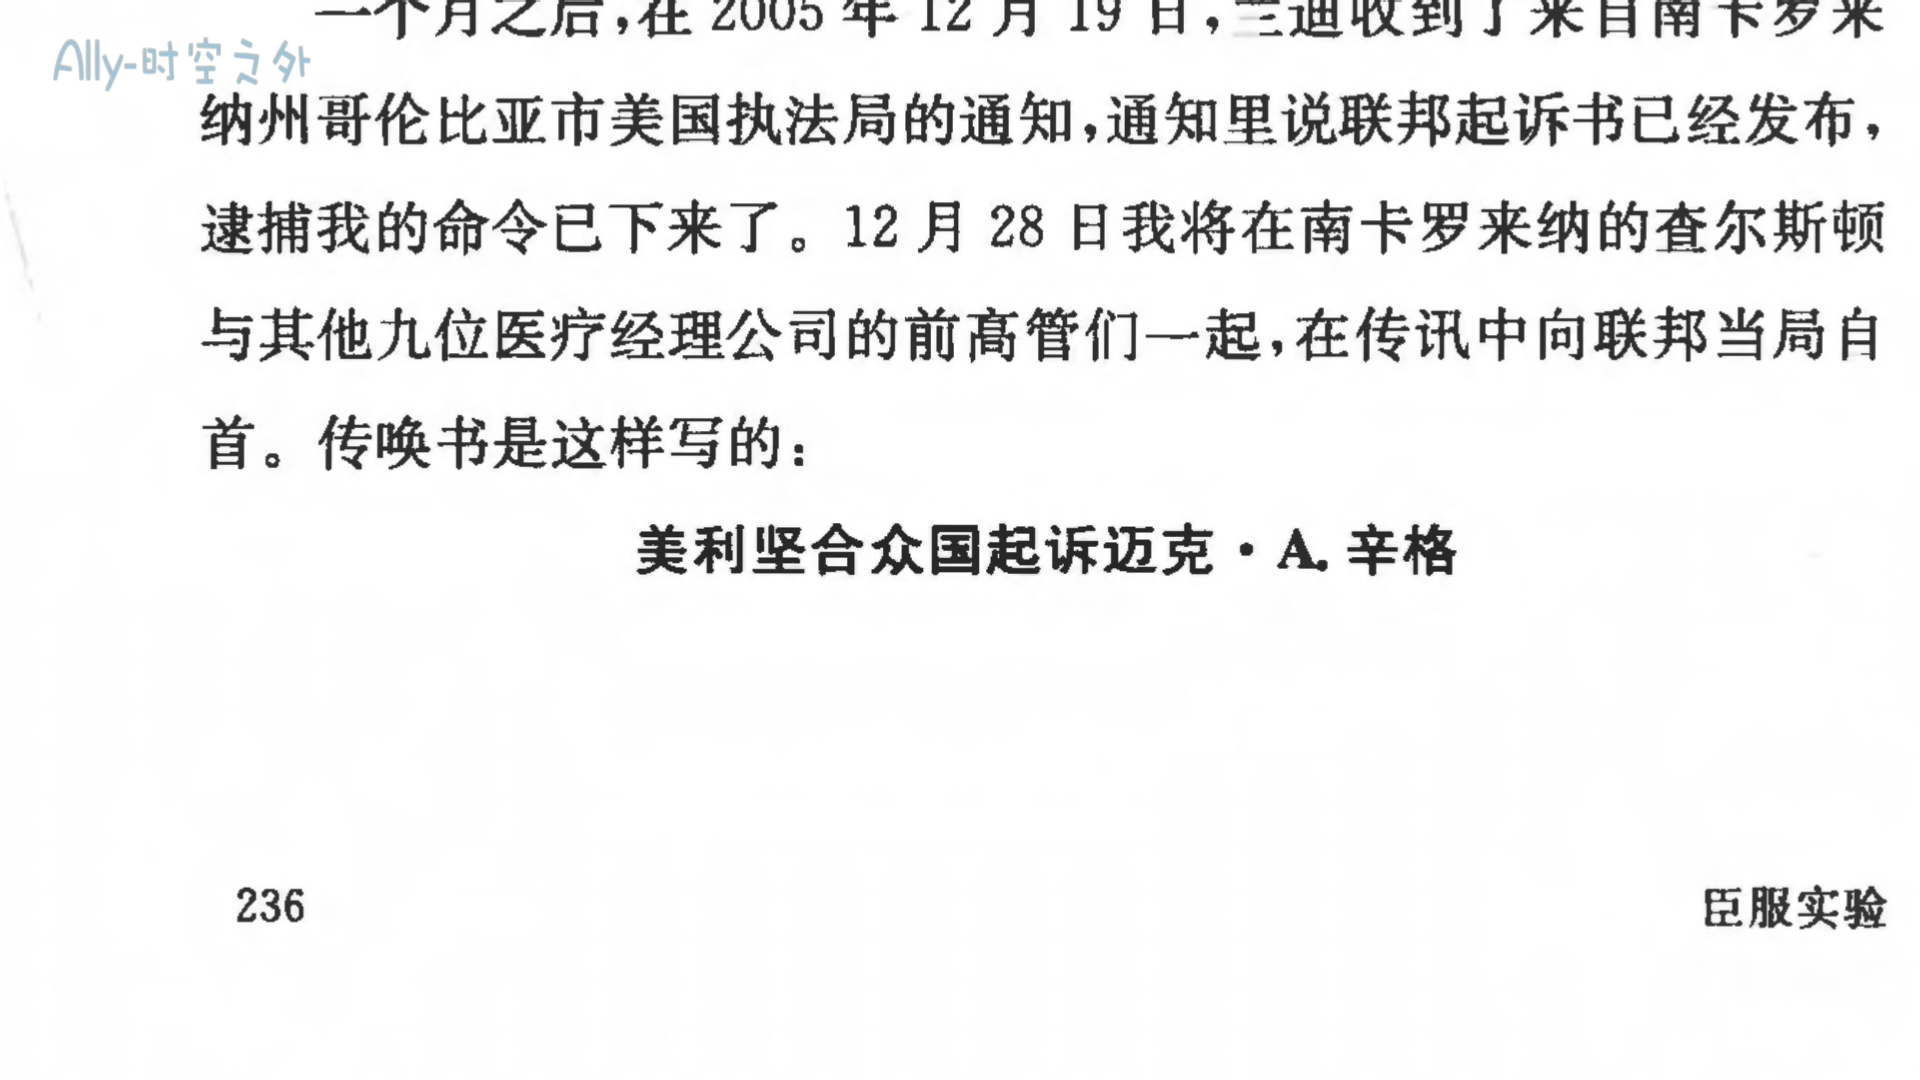 Ally-时空之外
一个月之后,在 2005 年 12 月 19 日,兰迪收到了来自南卡罗来
纳州哥伦比亚市美国执法局的通知,通知里说联邦起诉书已经发布,
逮捕我的命令已下来了。12 月 28 日我将在南卡罗来纳的查尔斯顿
与其他九位医疗经理公司的前高管们一起,在传讯中向联邦当局自
首。传唤书是这样写的:
美利坚合众国起诉迈克·A. 辛格
236
臣服实验